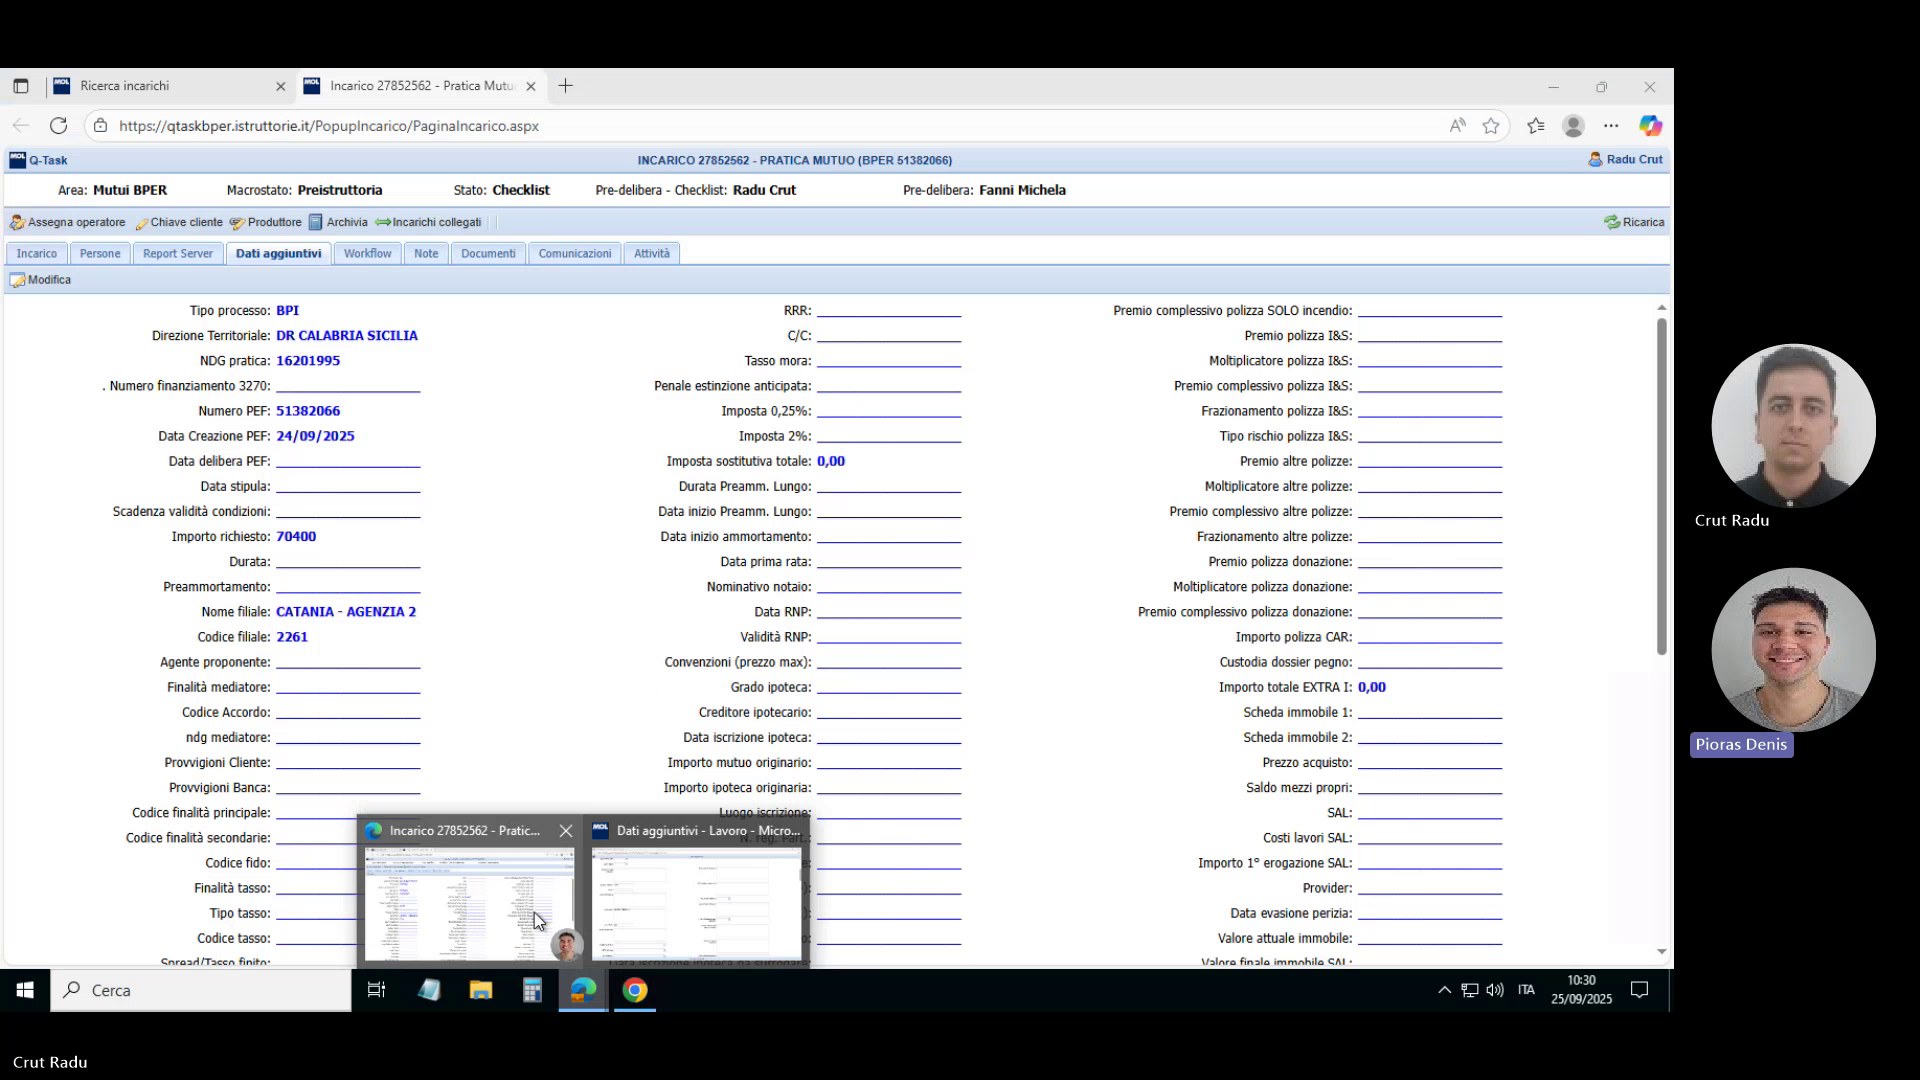 Ricerca incarichi
Incarico 27852562 - Pratica Mutu
https://qtaskbper.istruttorie.it/PopupIncarico/PaginaIncarico.aspx
MOL Q-Task
INCARICO 27852562 - PRATICA MUTUO (BPER 51382066)
Radu Crut
Area: Mutui BPER
Macrostato: Preistruttoria
Stato: Checklist
Pre-delibera - Checklist: Radu Crut
Pre-delibera: Fanni Michela
Assegna operatore
Chiave cliente
Produttore
Archivia
Incarichi collegati
Ricarica
Incarico
Persone
Report Server
Dati aggiuntivi
Workflow
Note
Documenti
Comunicazioni
Attività
Modifica
Tipo processo: BPI
Direzione Territoriale: DR CALABRIA SICILIA
NDG pratica: 16201995
. Numero finanziamento 3270:
Numero PEF: 51382066
Data Creazione PEF: 24/09/2025
Data delibera PEF:
Data stipula:
Scadenza validità condizioni:
Importo richiesto: 70400
Durata:
Preammortamento:
Nome filiale: CATANIA - AGENZIA 2
Codice filiale: 2261
Agente proponente:
Finalità mediatore:
Codice Accordo:
ndg mediatore:
Provvigioni Cliente:
Provvigioni Banca:
Codice finalità principale:
Codice finalità secondarie:
Codice fido:
Finalità tasso:
Tipo tasso:
Codice tasso:
Spread/Tasso finito:
RRR:
C/C:
Tasso mora:
Penale estinzione anticipata:
Imposta 0,25%:
Imposta 2%:
Imposta sostitutiva totale: 0,00
Durata Preamm. Lungo:
Data inizio Preamm. Lungo:
Data inizio ammortamento:
Data prima rata:
Nominativo notaio:
Data RNP:
Validità RNP:
Convenzioni (prezzo max):
Grado ipoteca:
Creditore ipotecario:
Data iscrizione ipoteca:
Importo mutuo originario:
Importo ipoteca originaria:
Luogo iscrizione:
N. reg. Part.:
Premio complessivo polizza SOLO incendio:
Premio polizza I&S:
Moltiplicatore polizza I&S:
Premio complessivo polizza I&S:
Frazionamento polizza I&S:
Tipo rischio polizza I&S:
Premio altre polizze:
Moltiplicatore altre polizze:
Premio complessivo altre polizze:
Frazionamento altre polizze:
Premio polizza donazione:
Moltiplicatore polizza donazione:
Premio complessivo polizza donazione:
Importo polizza CAR:
Custodia dossier pegno:
Importo totale EXTRA I: 0,00
Scheda immobile 1:
Scheda immobile 2:
Prezzo acquisto:
Saldo mezzi propri:
SAL:
Costi lavori SAL:
Importo 1° erogazione SAL:
Provider:
Data evasione perizia:
Valore attuale immobile:
Valore finale immobile SAL:
Incarico 27852562 - Pratic...
Dati aggiuntivi - Lavoro - Micro...
Cerca
ITA
10:30
25/09/2025
Crut Radu
Pioras Denis
Crut Radu